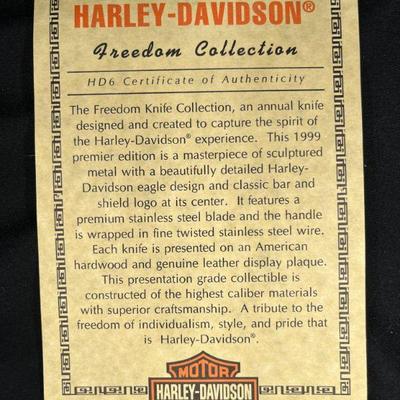 HARLEY-DAVIDSON®
Freedom Collection
HD6 Certificate of Authenticity
The Freedom Knife Collection, an annual knife
designed and created to capture the spirit of
the Harley-Davidson® experience. This 1999
premier edition is a masterpiece of sculptured
metal with a beautifully detailed Harley-
Davidson eagle design and classic bar and
shield logo at its center. It features a
premium stainless steel blade and the handle
is wrapped in fine twisted stainless steel wire.
Each knife is presented on an American
hardwood and genuine leather display plaque.
This presentation grade collectible is
constructed of the highest caliber materials
with superior craftsmanship. A tribute to the
freedom of individualism, style, and pride that
is Harley-Davidson®.
MOTOR
HARLEY-DAVIDSON